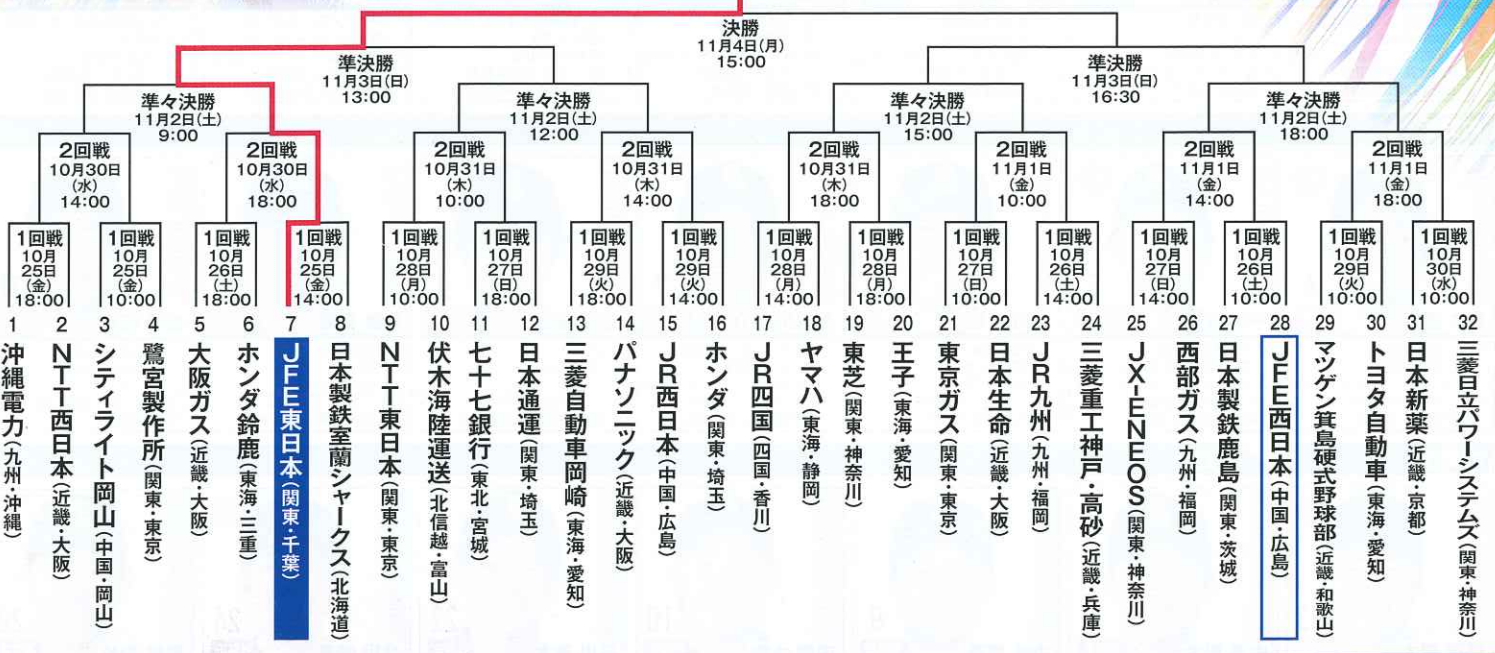 決勝
11月4日(月)
15:00
準決勝
11月3日(日)
13:00
準決勝
11月3日(日)
16:30
準々決勝
11月2日(土)
9:00
準々決勝
11月2日(土)
12:00
準々決勝
11月2日(土)
15:00
準々決勝
11月2日(土)
18:00
2回戦
10月30日
(水)
14:00
2回戦
10月30日
(水)
18:00
2回戦
10月31日
(木)
10:00
2回戦
10月31日
(木)
14:00
2回戦
10月31日
(木)
18:00
2回戦
11月1日
(金)
10:00
2回戦
11月1日
(金)
14:00
2回戦
11月1日
(金)
18:00
1回戦
10月
25日
(金)
18:00
1回戦
10月
25日
(金)
10:00
1回戦
10月
26日
(土)
18:00
1回戦
10月
25日
(金)
14:00
1回戦
10月
28日
(月)
10:00
1回戦
10月
27日
(日)
18:00
1回戦
10月
29日
(火)
18:00
1回戦
10月
29日
(火)
14:00
1回戦
10月
28日
(月)
14:00
1回戦
10月
28日
(月)
18:00
1回戦
10月
27日
(日)
10:00
1回戦
10月
26日
(土)
14:00
1回戦
10月
27日
(日)
14:00
1回戦
10月
26日
(土)
10:00
1回戦
10月
29日
(火)
10:00
1回戦
10月
30日
(水)
10:00
1 沖縄電力(九州・沖縄)
2 NTT西日本(近畿・大阪)
3 シティライト岡山(中国・岡山)
4 鷺宮製作所(関東・東京)
5 大阪ガス(近畿・大阪)
6 ホンダ鈴鹿(東海・三重)
7 JFE東日本(関東・千葉)
8 日本製鉄室蘭シャークス(北海道)
9 NTT東日本(関東・東京)
10 伏木海陸運送(北信越・富山)
11 七十七銀行(東北・宮城)
12 日本通運(関東・埼玉)
13 三菱自動車岡崎(東海・愛知)
14 パナソニック(近畿・大阪)
15 JR西日本(中国・広島)
16 ホンダ(関東・埼玉)
17 JR四国(四国・香川)
18 ヤマハ(東海・静岡)
19 東芝(関東・神奈川)
20 王子(東海・愛知)
21 東京ガス(関東・東京)
22 日本生命(近畿・大阪)
23 JR九州(九州・福岡)
24 三菱重工神戸・高砂(近畿・兵庫)
25 JX-ENEOS(関東・神奈川)
26 西部ガス(九州・福岡)
27 日本製鉄鹿島(関東・茨城)
28 JFE西日本(中国・広島)
29 マツゲン箕島硬式野球部(近畿・和歌山)
30 トヨタ自動車(東海・愛知)
31 日本新薬(近畿・京都)
32 三菱日立パワーシステムズ(関東・神奈川)